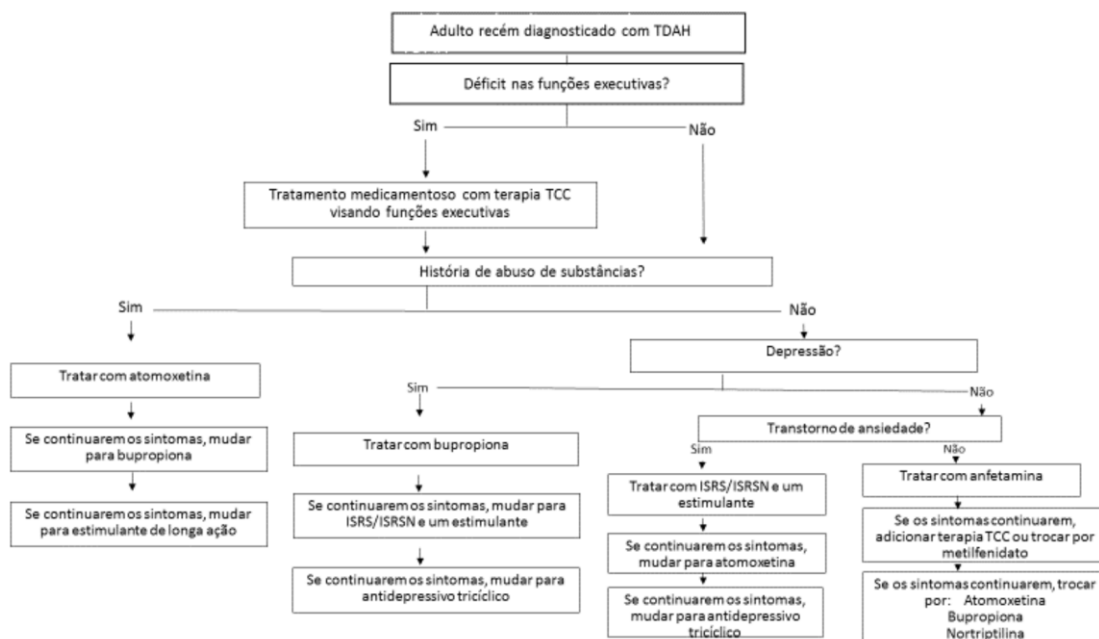 Adulto recém diagnosticado com TDAH
Déficit nas funções executivas?
Sim
Não
Tratamento medicamentoso com terapia TCC
visando funções executivas
História de abuso de substâncias?
Sim
Não
Tratar com atomoxetina
Se continuarem os sintomas, mudar
para bupropiona
Se continuarem os sintomas, mudar
para estimulante de longa ação
Depressão?
Sim
Não
Tratar com bupropiona
Se continuarem os sintomas, mudar para
ISRS/ISRSN e um estimulante
Se continuarem os sintomas, mudar para
antidepressivo tricíclico
Transtorno de ansiedade?
Sim
Não
Tratar com ISRS/ISRSN e um
estimulante
Se continuarem os sintomas,
mudar para atomoxetina
Se continuarem os sintomas,
mudar para antidepressivo
tricíclico
Tratar com anfetamina
Se os sintomas continuarem,
adicionar terapia TCC ou trocar por
metilfenidato
Se os sintomas continuarem, trocar
por: Atomoxetina
Bupropiona
Nortriptilina